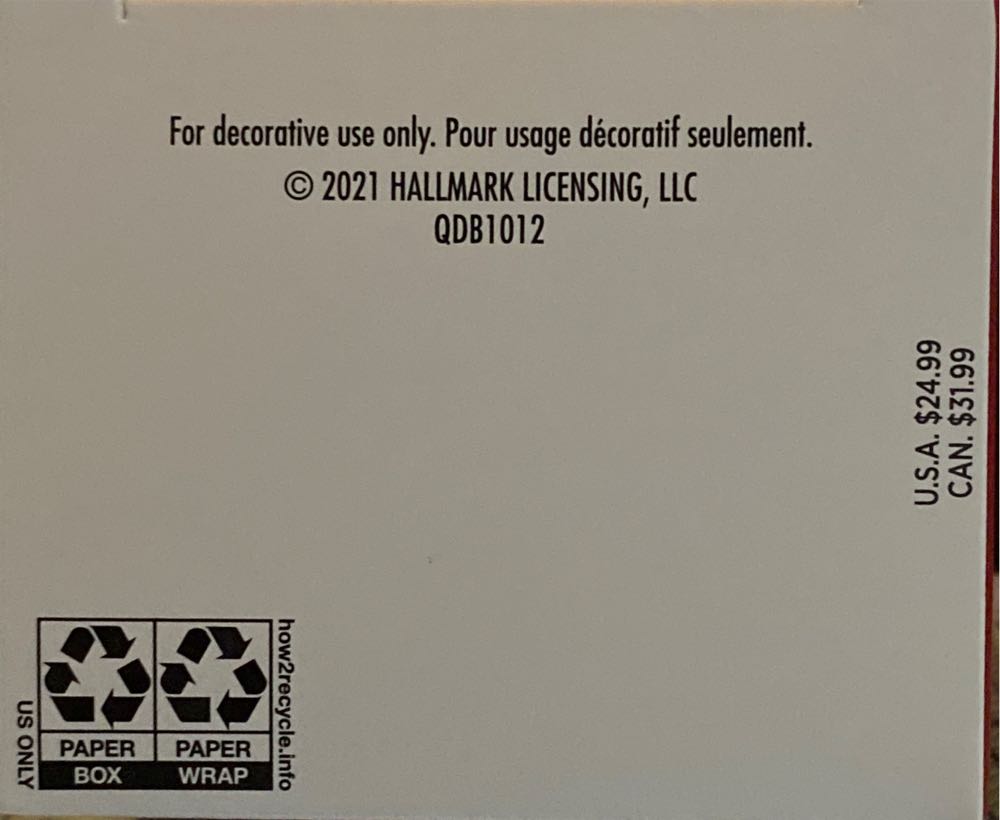 For decorative use only. Pour usage décoratif seulement.
© 2021 HALLMARK LICENSING, LLC
QDB1012
U.S.A. $24.99
CAN. $31.99
US ONLY
PAPER
BOX
PAPER
WRAP
how2recycle.info